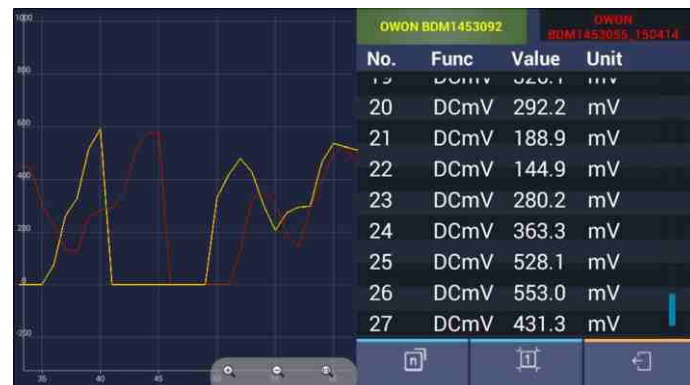 1000
800
600
400
200
0
-200
35 40 45
OWON BDM1453092
OWON
BDM1453055_150414
No. Func Value Unit
20 DCmV 292.2 mV
21 DCmV 188.9 mV
22 DCmV 144.9 mV
23 DCmV 280.2 mV
24 DCmV 363.3 mV
25 DCmV 528.1 mV
26 DCmV 553.0 mV
27 DCmV 431.3 mV
n
1